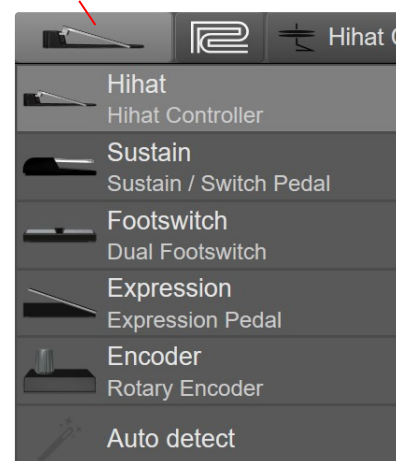 Hihat
Hihat
Hihat Controller
Sustain
Sustain / Switch Pedal
Footswitch
Dual Footswitch
Expression
Expression Pedal
Encoder
Rotary Encoder
Auto detect